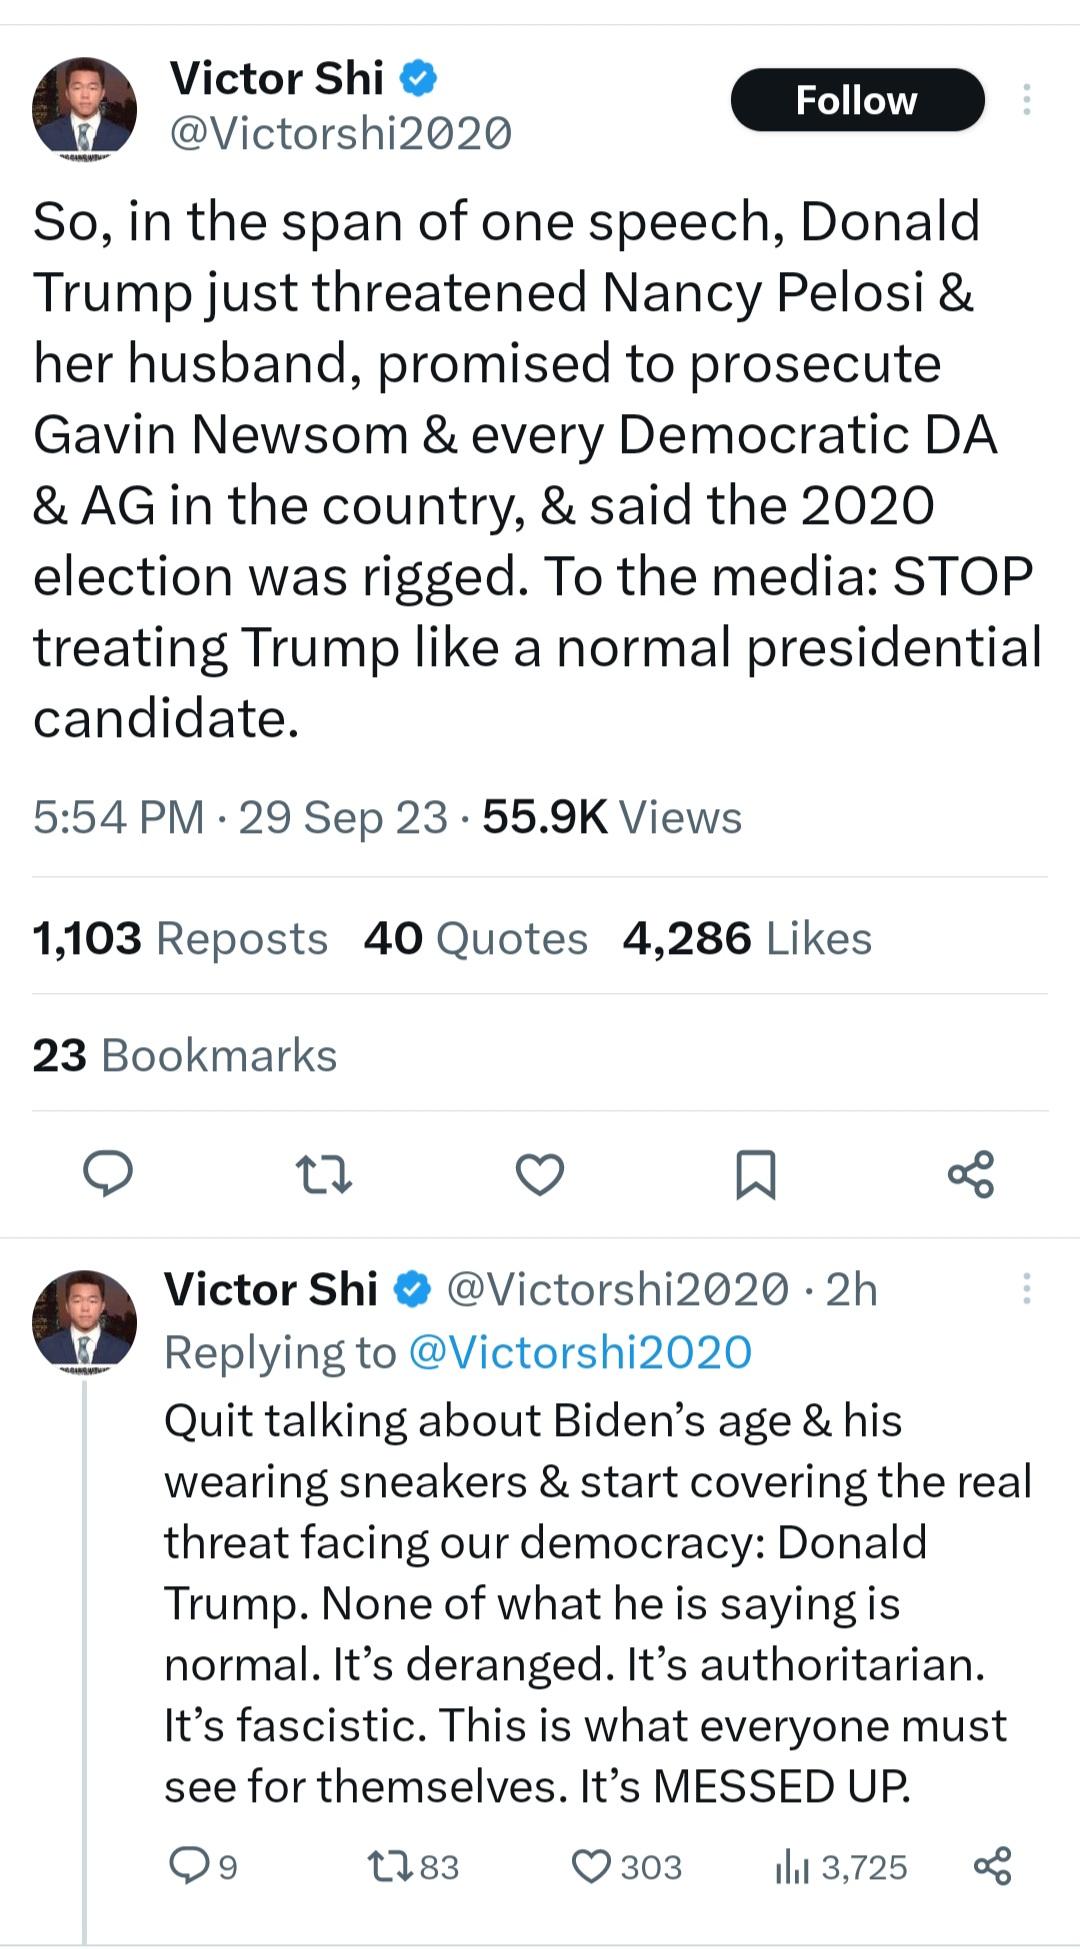 Victor Shi
@Victorshi2020
Follow
So, in the span of one speech, Donald
Trump just threatened Nancy Pelosi &
her husband, promised to prosecute
Gavin Newsom & every Democratic DA
& AG in the country, & said the 2020
election was rigged. To the media: STOP
treating Trump like a normal presidential
candidate.
5:54 PM · 29 Sep 23 · 55.9K Views
1,103 Reposts 40 Quotes 4,286 Likes
23 Bookmarks
Victor Shi @Victorshi2020 · 2h
Replying to @Victorshi2020
Quit talking about Biden’s age & his
wearing sneakers & start covering the real
threat facing our democracy: Donald
Trump. None of what he is saying is
normal. It’s deranged. It’s authoritarian.
It’s fascistic. This is what everyone must
see for themselves. It’s MESSED UP.
9 83 303 3,725